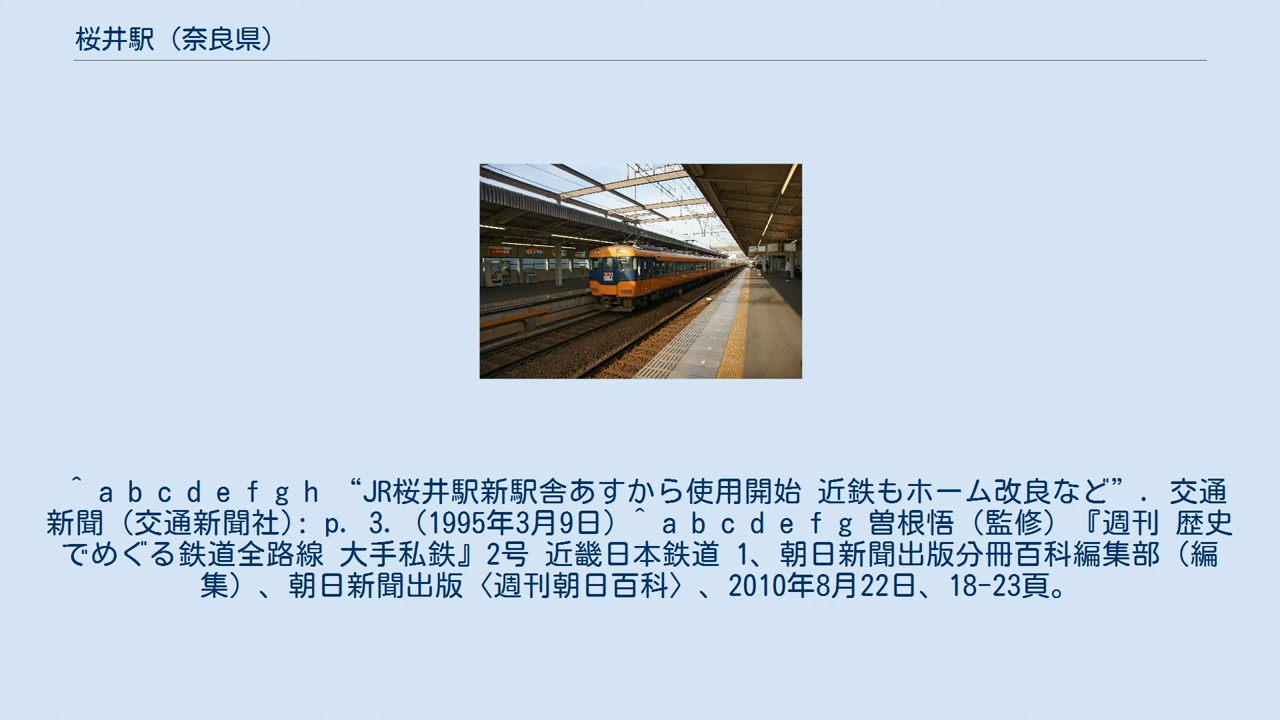 桜井駅（奈良県）
^ a b c d e f g h “JR桜井駅新駅舎あすから使用開始 近鉄もホーム改良など”. 交通
新聞 (交通新聞社): p. 3. (1995年3月9日) ^ a b c d e f g 曽根悟（監修）『週刊 歴史
でめぐる鉄道全路線 大手私鉄』2号 近畿日本鉄道 1、朝日新聞出版分冊百科編集部（編
集）、朝日新聞出版〈週刊朝日百科〉、2010年8月22日、18-23頁。